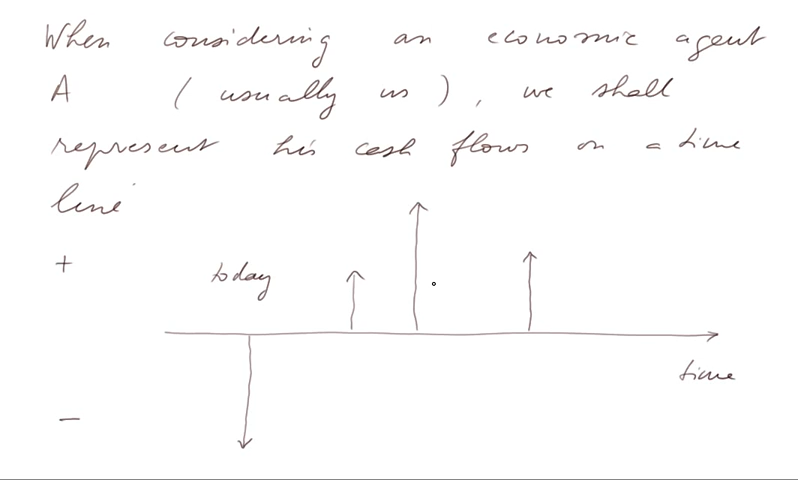 When considering an economic agent
A ( usually us ), we shall
represent his cash flows on a time
line
+
today
time
−